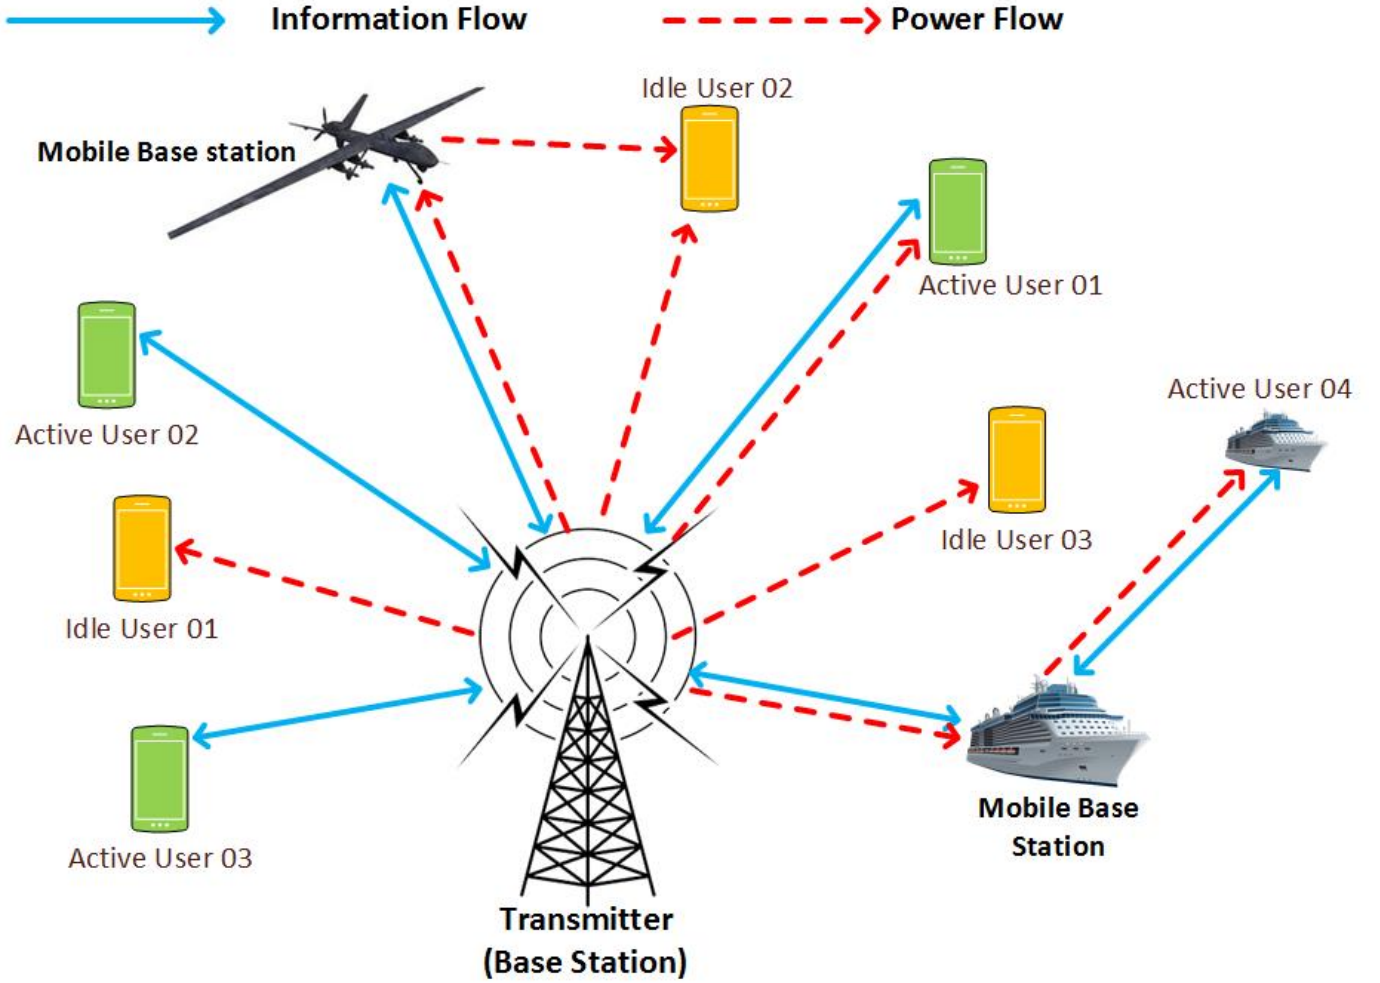 Information Flow
Power Flow
Idle User 02
Mobile Base station
Active User 01
Active User 04
Active User 02
Idle User 03
Idle User 01
Mobile Base
Station
Active User 03
Transmitter
(Base Station)